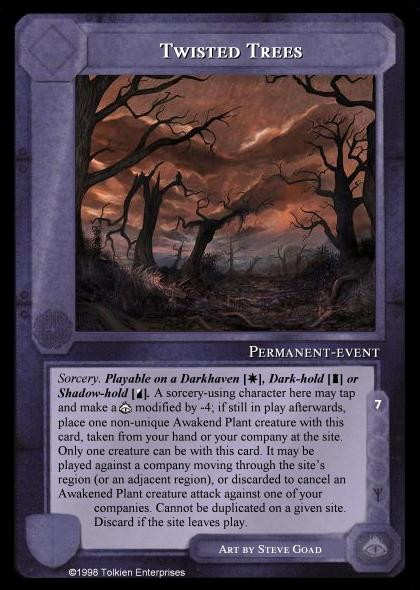 Twisted Trees
Permanent-event
Sorcery. Playable on a Darkhaven [], Dark-hold [] or
Shadow-hold []. A sorcery-using character here may tap
and make a modified by -4; if still in play afterwards,
place one non-unique Awakend Plant creature with this
card, taken from your hand or your company at the site.
Only one creature can be with this card. It may be
played against a company moving through the site's
region (or an adjacent region), or discarded to cancel an
Awakened Plant creature attack against one of your
companies. Cannot be duplicated on a given site.
Discard if the site leaves play.
7
Art by Steve Goad
©1998 Tolkien Enterprises